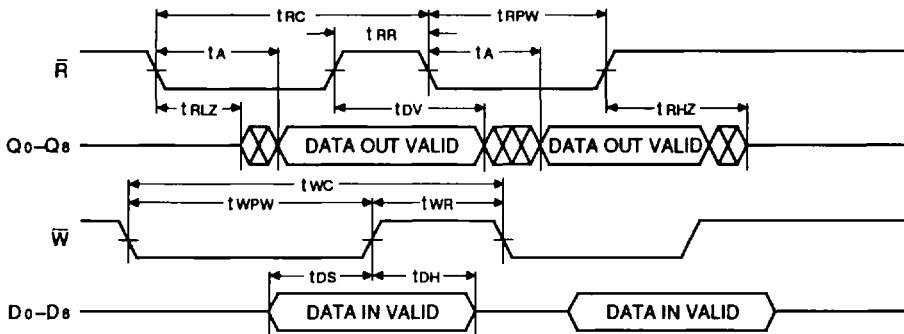 tRC tRPW
tA tRR tA
R̅
tRLZ tDV tRHZ
Q0–Q8 DATA OUT VALID DATA OUT VALID
tWC
tWPW tWR
W̅
tDS tDH
D0–D8 DATA IN VALID DATA IN VALID